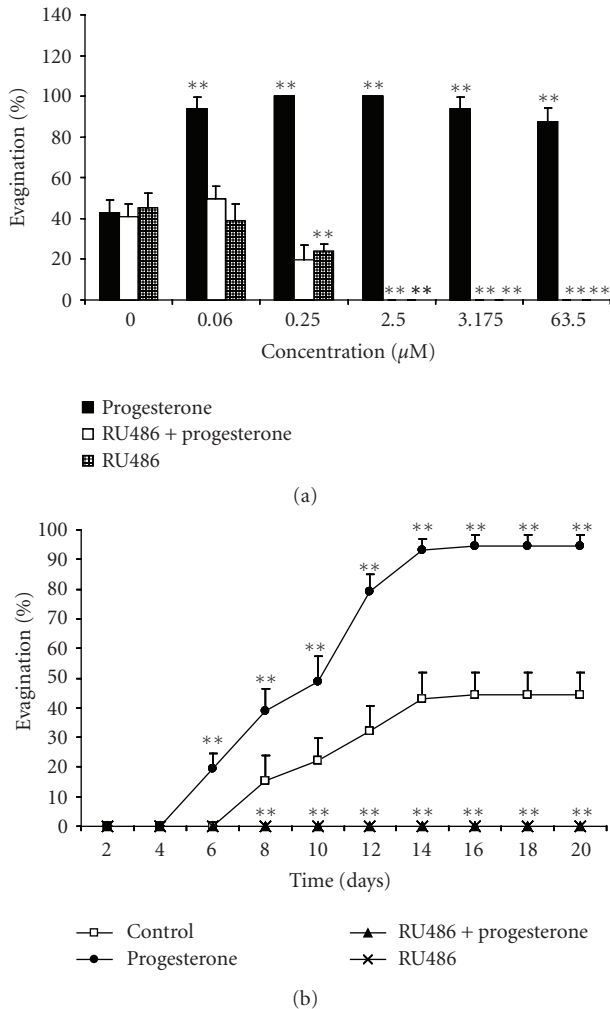 140
120
100
80
60
40
20
0
Evagination (%)
** ** ** ** **
**
** ** ** ** ** **
0 0.06 0.25 2.5 3.175 63.5
Concentration (µM)
Progesterone
RU486 + progesterone
RU486
(a)
100
90
80
70
60
50
40
30
20
10
0
Evagination (%)
** ** ** ** ** ** ** **
** ** ** ** ** ** **
2 4 6 8 10 12 14 16 18 20
Time (days)
Control RU486 + progesterone
Progesterone RU486
(b)